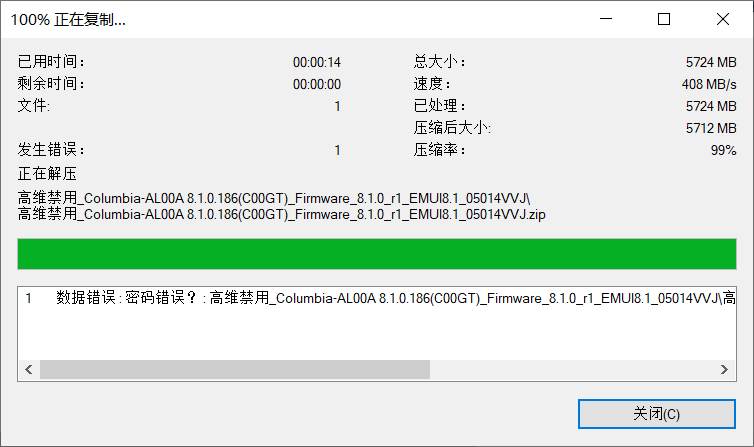 100% 正在复制...
已用时间： 00:00:14 总大小： 5724 MB
剩余时间： 00:00:00 速度： 408 MB/s
文件: 1 已处理： 5724 MB
压缩后大小: 5712 MB
发生错误： 1 压缩率： 99%
正在解压
高维禁用_Columbia-AL00A 8.1.0.186(C00GT)_Firmware_8.1.0_r1_EMUI8.1_05014VVJ\
高维禁用_Columbia-AL00A 8.1.0.186(C00GT)_Firmware_8.1.0_r1_EMUI8.1_05014VVJ.zip
1 数据错误: 密码错误？: 高维禁用_Columbia-AL00A 8.1.0.186(C00GT)_Firmware_8.1.0_r1_EMUI8.1_05014VVJ\高
关闭(C)